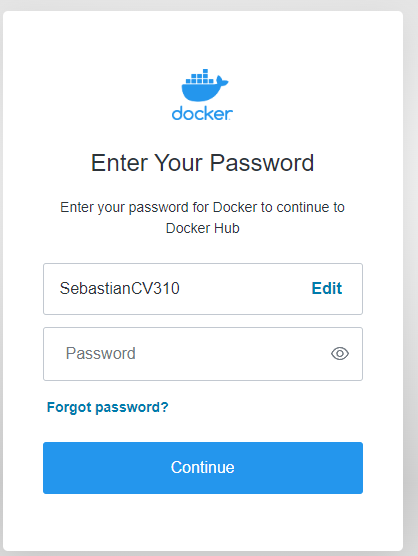 docker
Enter Your Password
Enter your password for Docker to continue to
Docker Hub
SebastianCV310 Edit
Password
Forgot password?
Continue